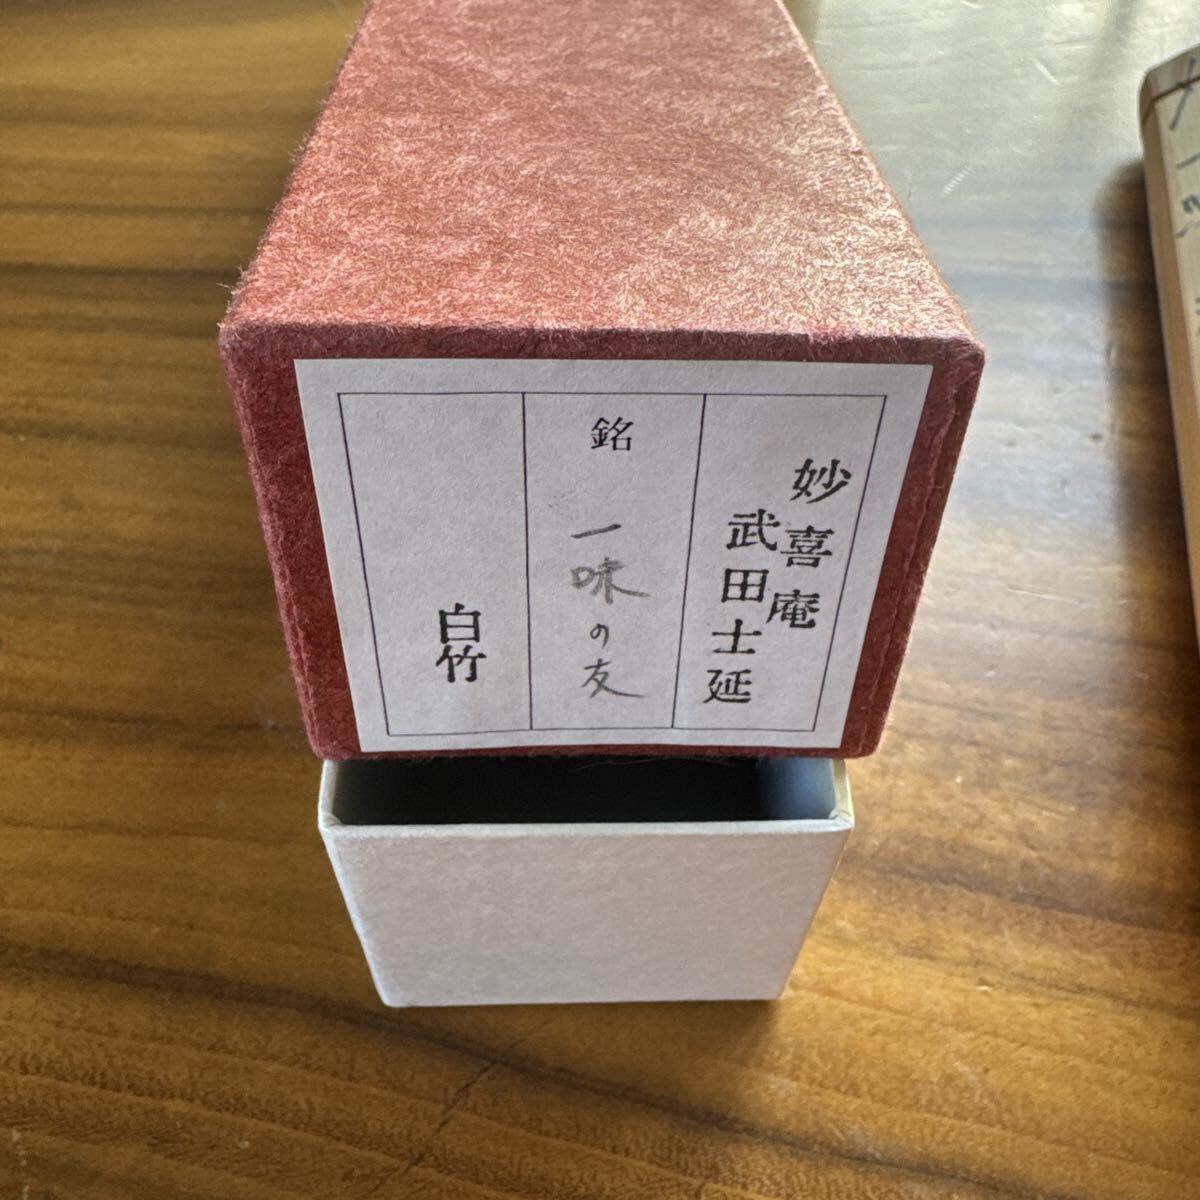 妙喜庵
武田士延
銘
一味の友
白竹